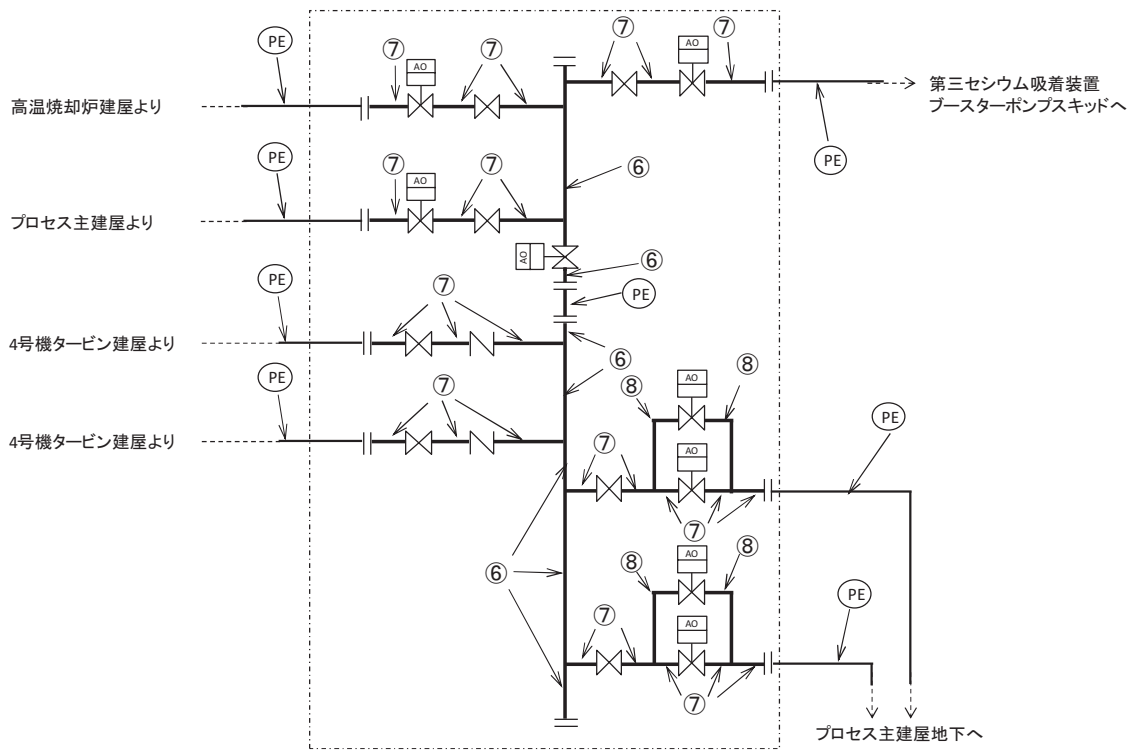 PE
⑦
AO
⑦
高温焼却炉建屋より
⑦
AO
⑦
第三セシウム吸着装置
ブースターポンプスキッドへ
PE
PE
⑦
AO
⑦
プロセス主建屋より
⑥
AO
⑥
PE
PE
⑦
4号機タービン建屋より
⑥
PE
⑦
4号機タービン建屋より
⑧
AO
⑧
⑦
AO
PE
⑦
⑥
⑧
AO
⑧
⑦
AO
PE
⑦
プロセス主建屋地下へ